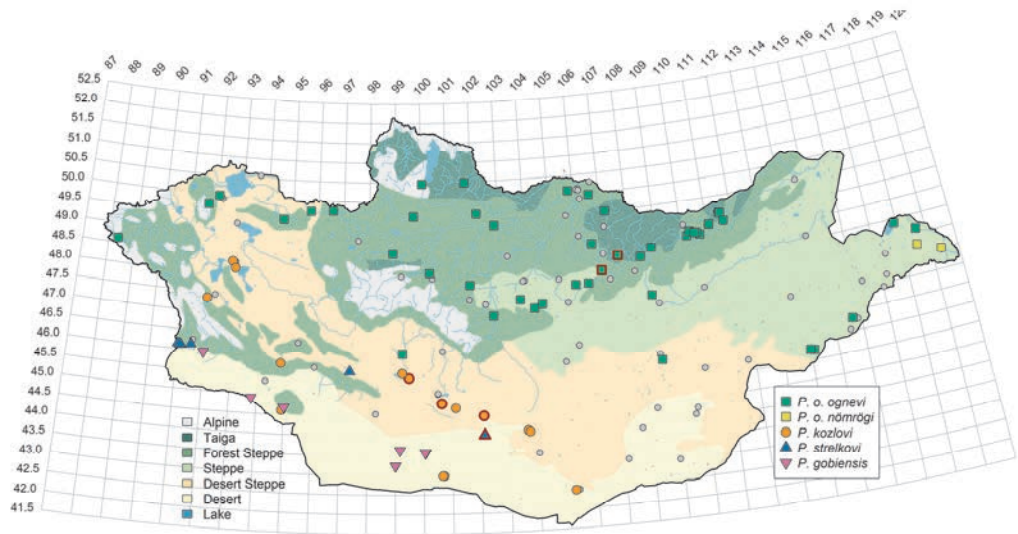 87 88 89 90 91 92 93 94 95 96 97 98 99 100 101 102 103 104 105 106 107 108 109 110 111 112 113 114 115 116 117 118 119
52.5
52.0
51.5
51.0
50.5
50.0
49.5
49.0
48.5
48.0
47.5
47.0
46.5
46.0
45.5
45.0
44.5
44.0
43.5
43.0
42.5
42.0
41.5
Alpine
Taiga
Forest Steppe
Steppe
Desert Steppe
Desert
Lake
P. o. ognevi
P. o. nömrögi
P. kozlovi
P. strelkovi
P. gobiensis